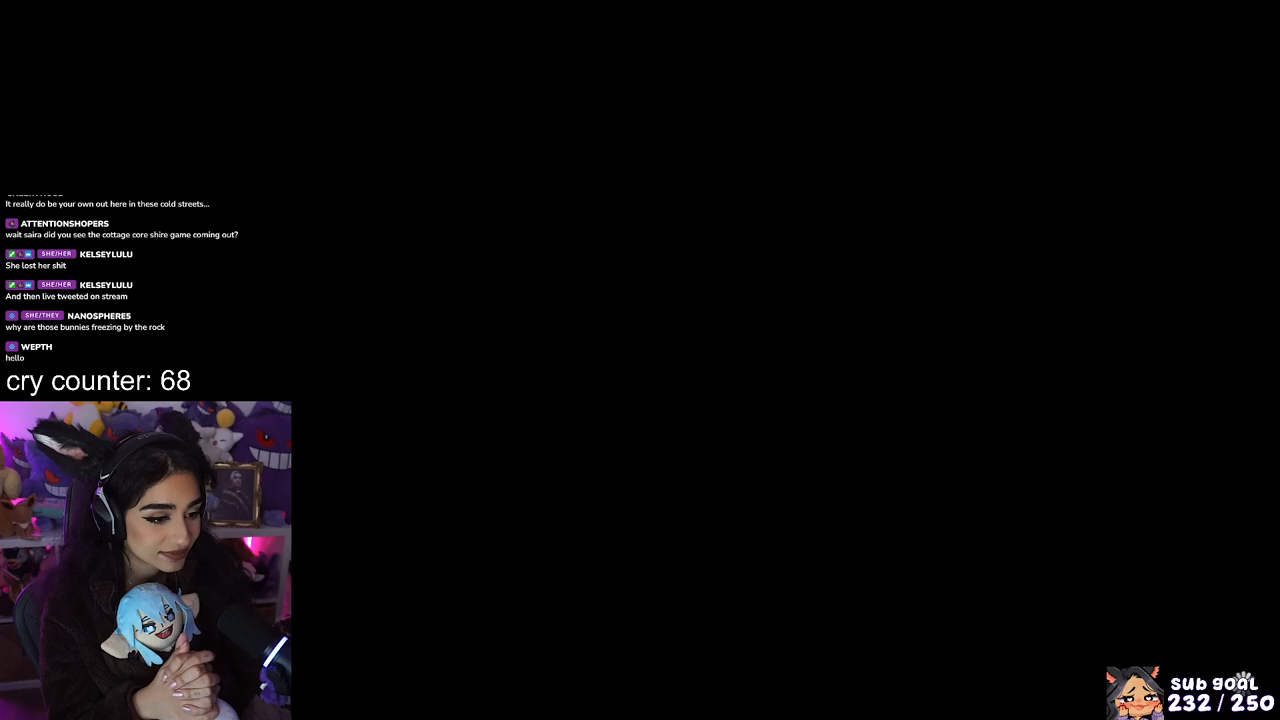 It really do be your own out here in these cold streets...
ATTENTIONSHOPERS
wait saira did you see the cottage core shire game coming out?
SHE/HER KELSEYLULU
She lost her shit
SHE/HER KELSEYLULU
And then live tweeted on stream
SHE/THEY NANOSPHERE5
why are those bunnies freezing by the rock
WEPTH
hello
cry counter: 68
sub goal
232 / 250